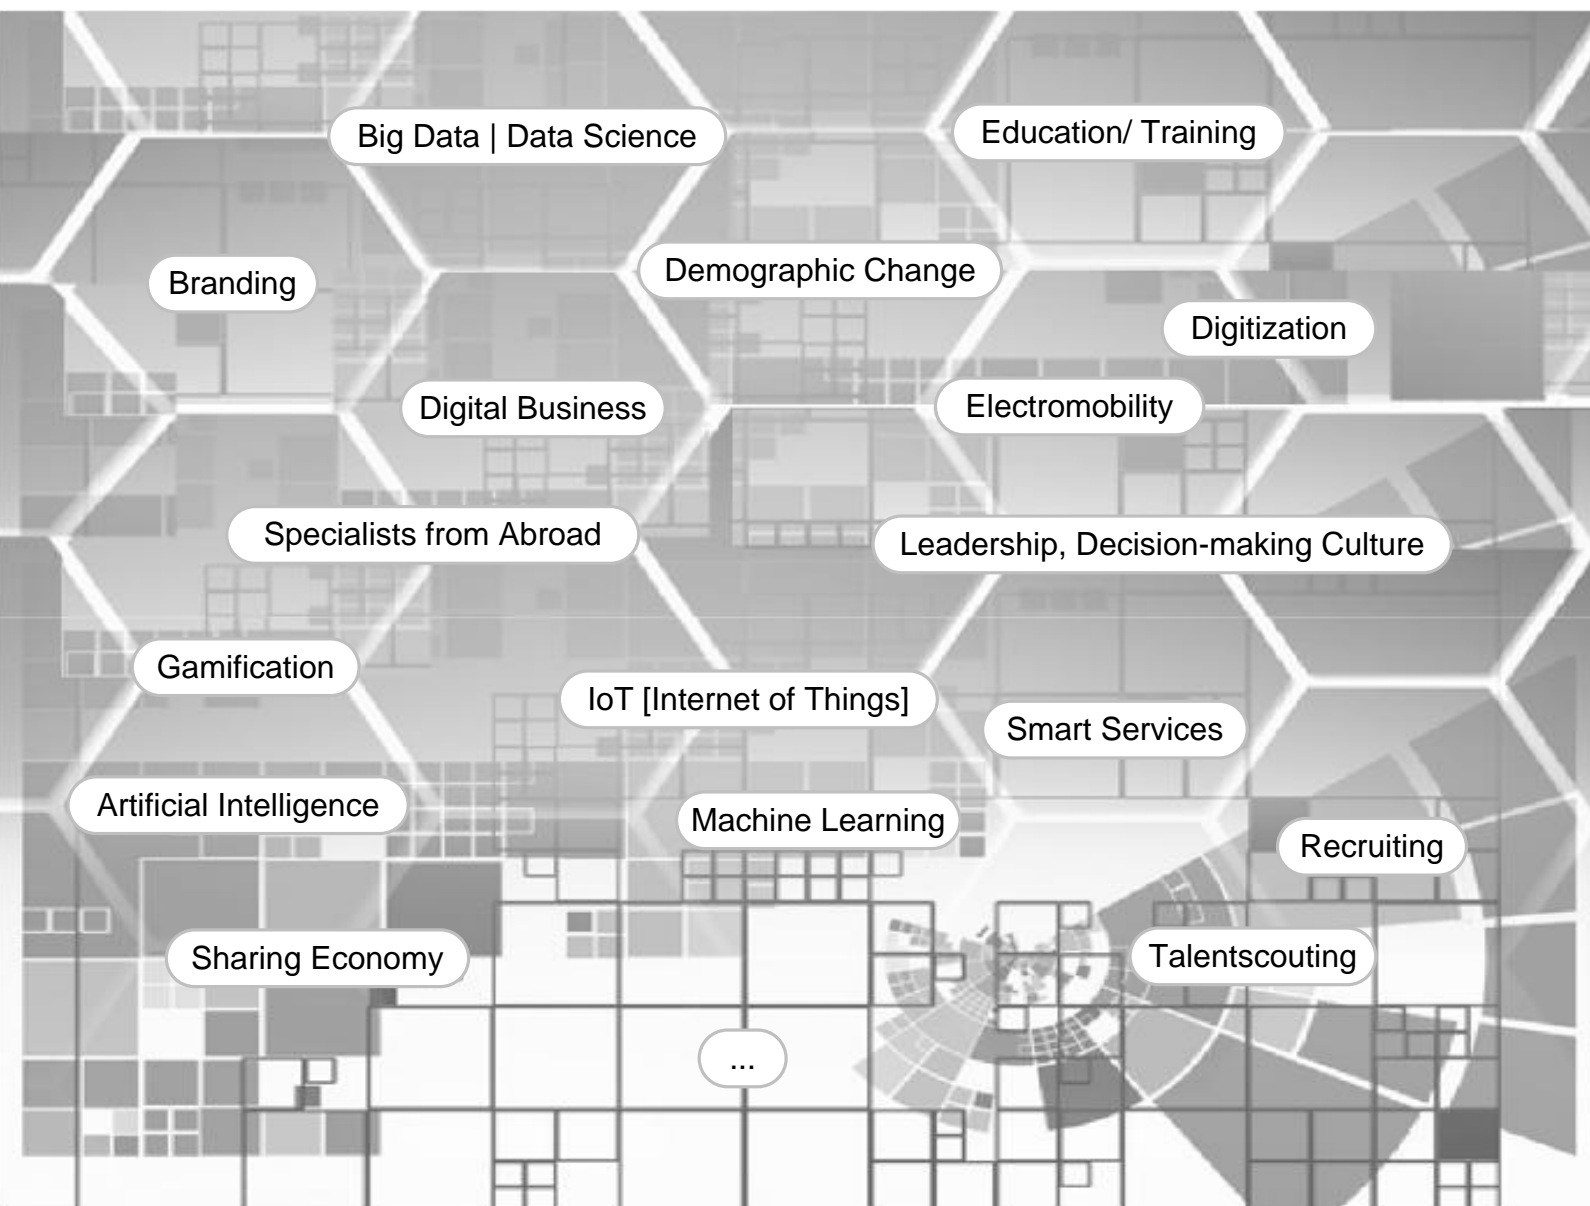 Big Data | Data Science
Education/ Training
Branding
Demographic Change
Digitization
Digital Business
Electromobility
Specialists from Abroad
Leadership, Decision-making Culture
Gamification
IoT [Internet of Things]
Smart Services
Artificial Intelligence
Machine Learning
Recruiting
Sharing Economy
Talentscouting
...